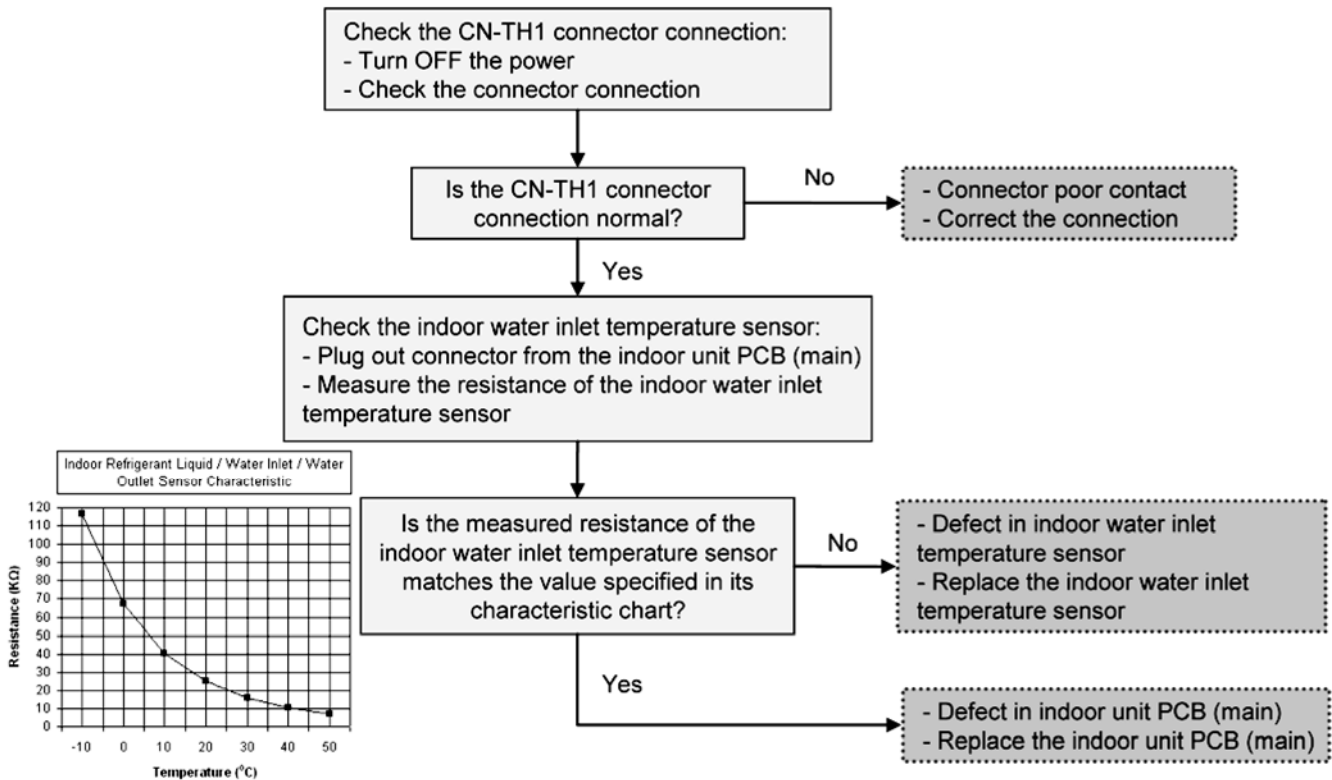 Check the CN-TH1 connector connection:
- Turn OFF the power
- Check the connector connection
Is the CN-TH1 connector
connection normal?
No
- Connector poor contact
- Correct the connection
Yes
Check the indoor water inlet temperature sensor:
- Plug out connector from the indoor unit PCB (main)
- Measure the resistance of the indoor water inlet
temperature sensor
Indoor Refrigerant Liquid / Water Inlet / Water
Outlet Sensor Characteristic
Resistance (KΩ)
120
110
100
90
80
70
60
50
40
30
20
10
0
-10 0 10 20 30 40 50
Temperature (⁰C)
Is the measured resistance of the
indoor water inlet temperature sensor
matches the value specified in its
characteristic chart?
No
- Defect in indoor water inlet
temperature sensor
- Replace the indoor water inlet
temperature sensor
Yes
- Defect in indoor unit PCB (main)
- Replace the indoor unit PCB (main)